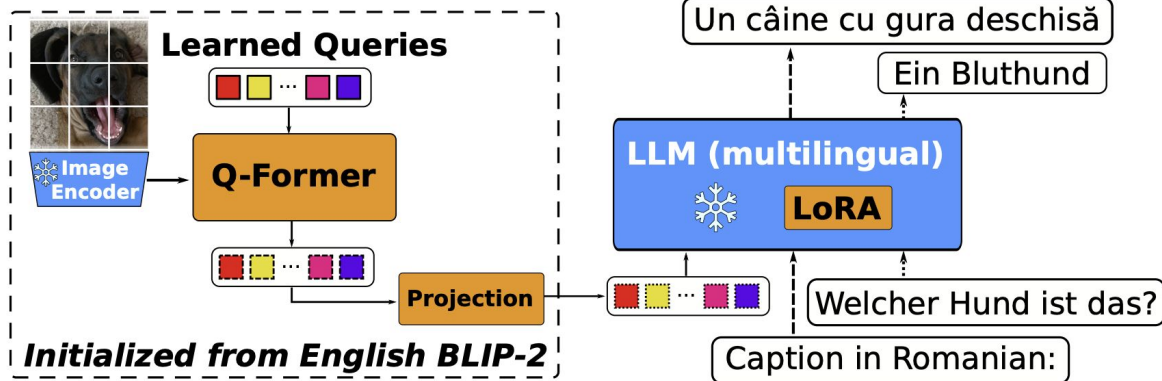 Learned Queries
...
Image
Encoder
Q-Former
...
Projection
Initialized from English BLIP-2
Un câine cu gura deschisă
Ein Bluthund
LLM (multilingual)
LoRA
...
Welcher Hund ist das?
Caption in Romanian: